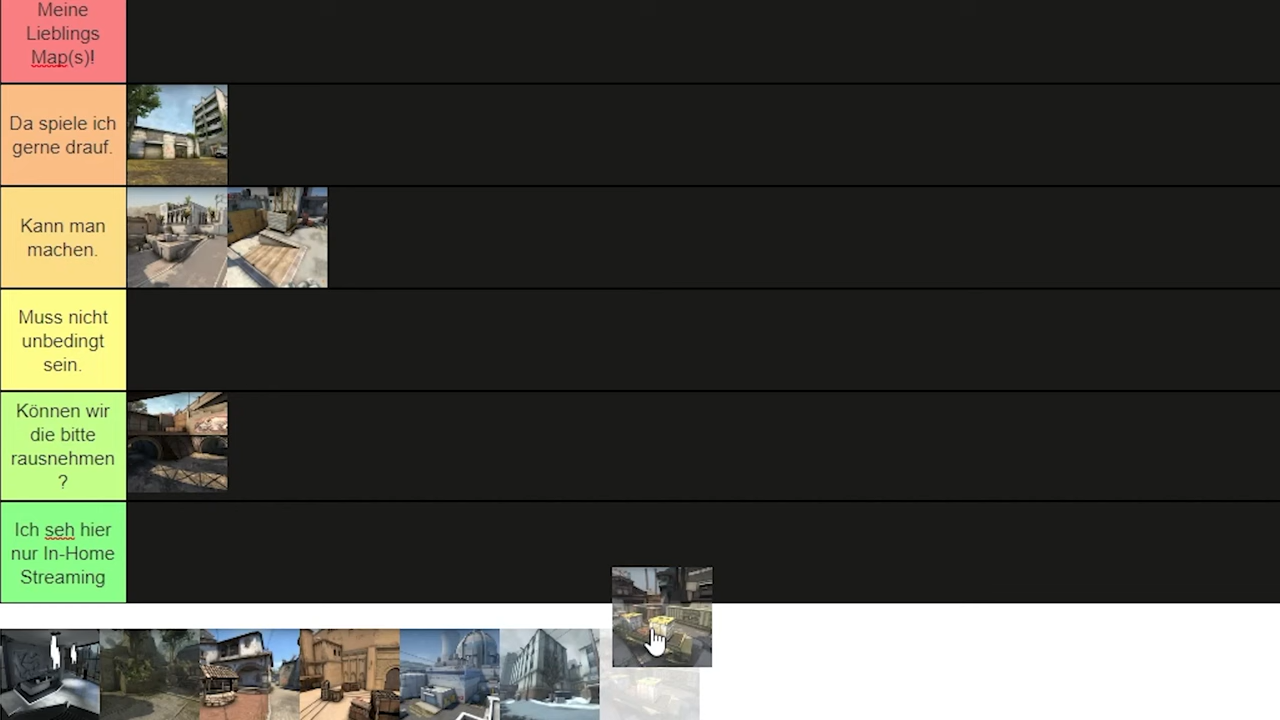 Meine
Lieblings
Map(s)!
Da spiele ich
gerne drauf.
Kann man
machen.
Muss nicht
unbedingt
sein.
Können wir
die bitte
rausnehmen
?
Ich seh hier
nur In-Home
Streaming